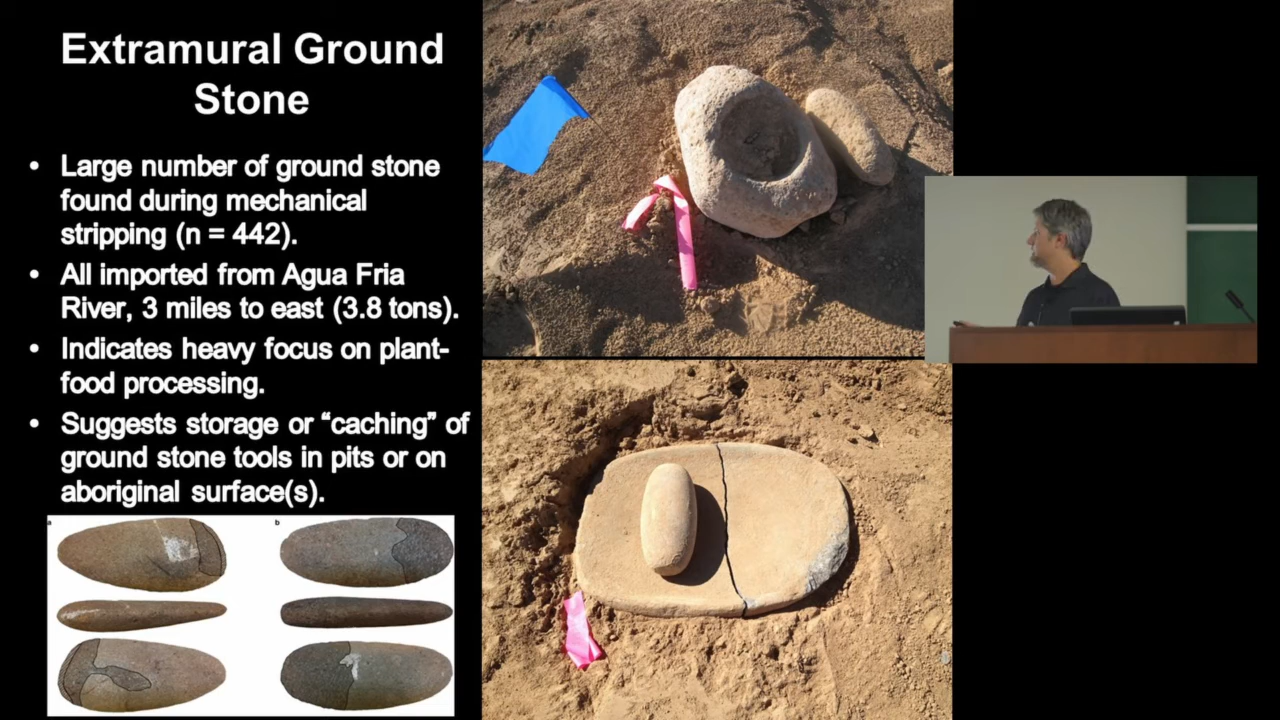 Extramural Ground
Stone
• Large number of ground stone
found during mechanical
stripping (n = 442).
• All imported from Agua Fria
River, 3 miles to east (3.8 tons).
• Indicates heavy focus on plant-
food processing.
• Suggests storage or “caching” of
ground stone tools in pits or on
aboriginal surface(s).
a b